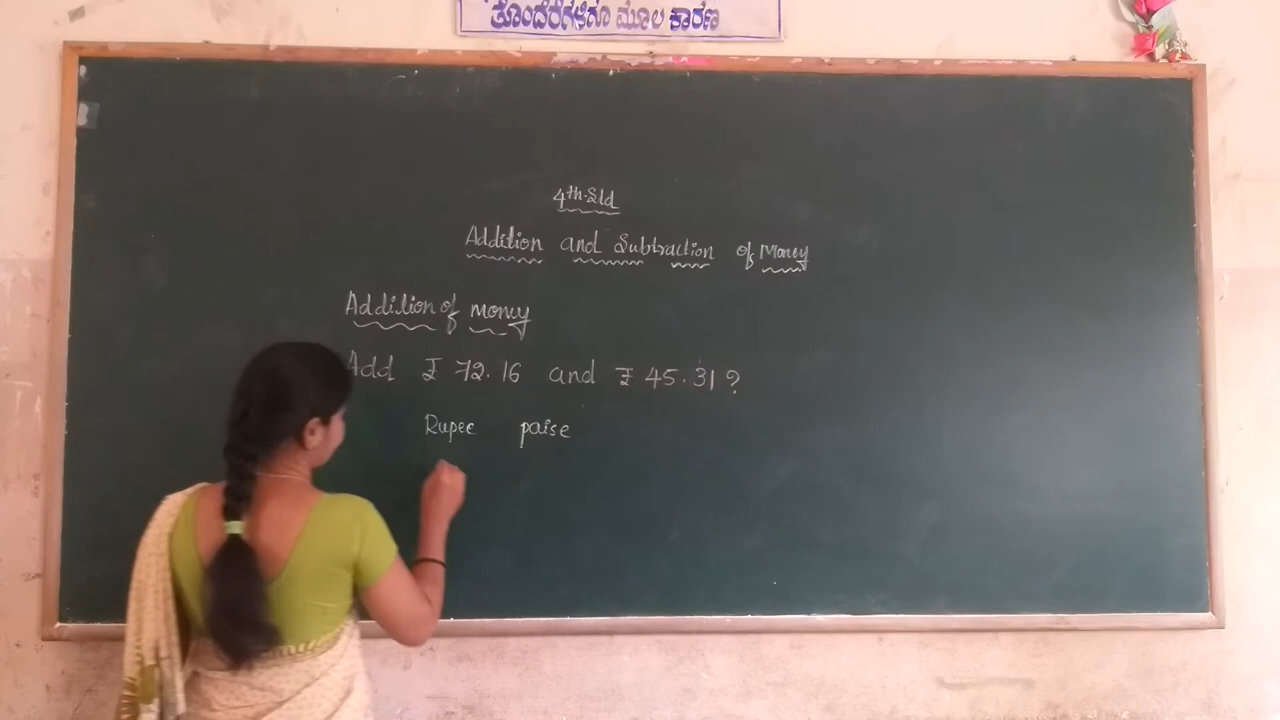 ತೊಂದರೆಗಳಿಗೂ ಮೂಲ ಕಾರಣ
4th Std
Addition and Subtraction of Money
Addition of money
Add ₹ 72.16 and ₹ 45.31?
Rupee paise